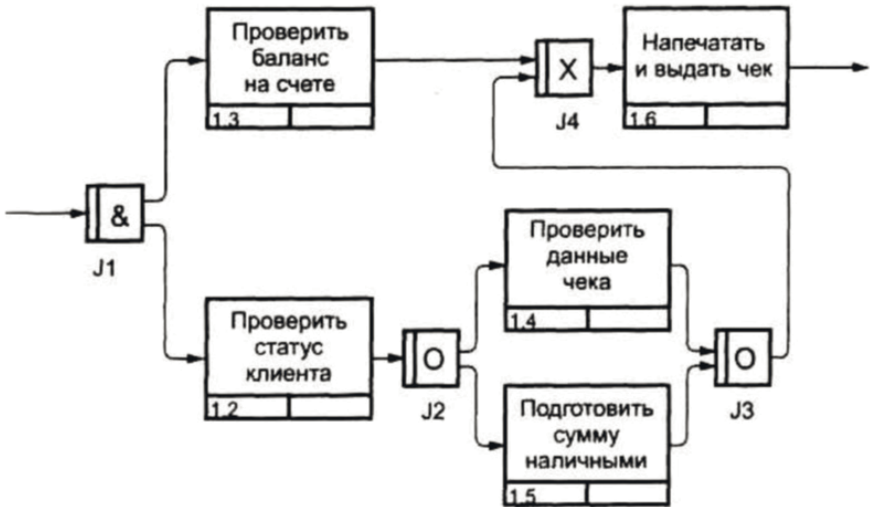 Проверить
баланс
на счете
1.3
X
J4
Напечатать
и выдать чек
1.6
&
J1
Проверить
статус
клиента
1.2
O
J2
Проверить
данные
чека
1.4
Подготовить
сумму
наличными
1.5
O
J3